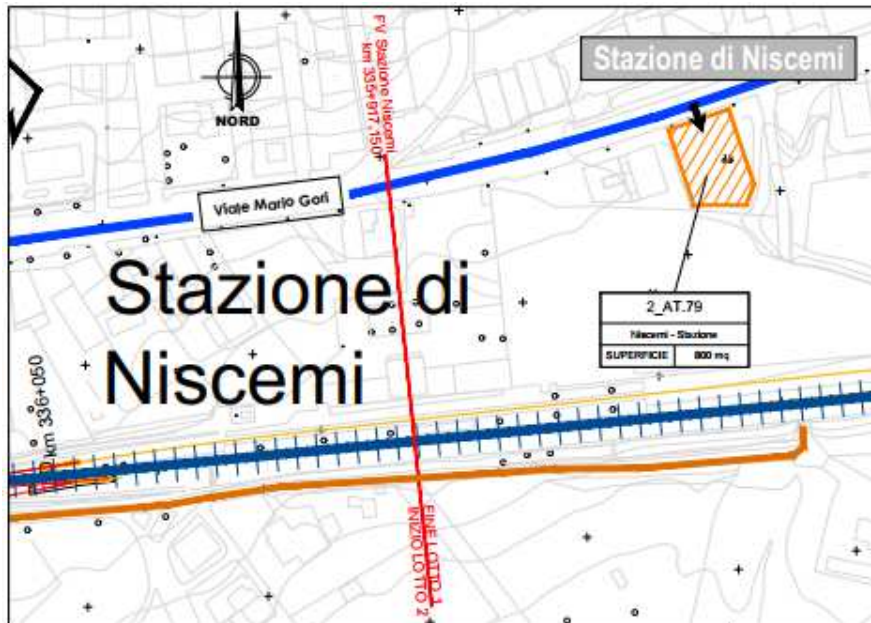 FV Stazione Niscemi
km 335+917.150
Stazione di Niscemi
NORD
Viale Mario Gori
Stazione di
Niscemi
2_AT.79
Niscemi - Stazione
SUPERFICIE 800 mq
km 336+050
FINE LOTTO 1
INIZIO LOTTO 2